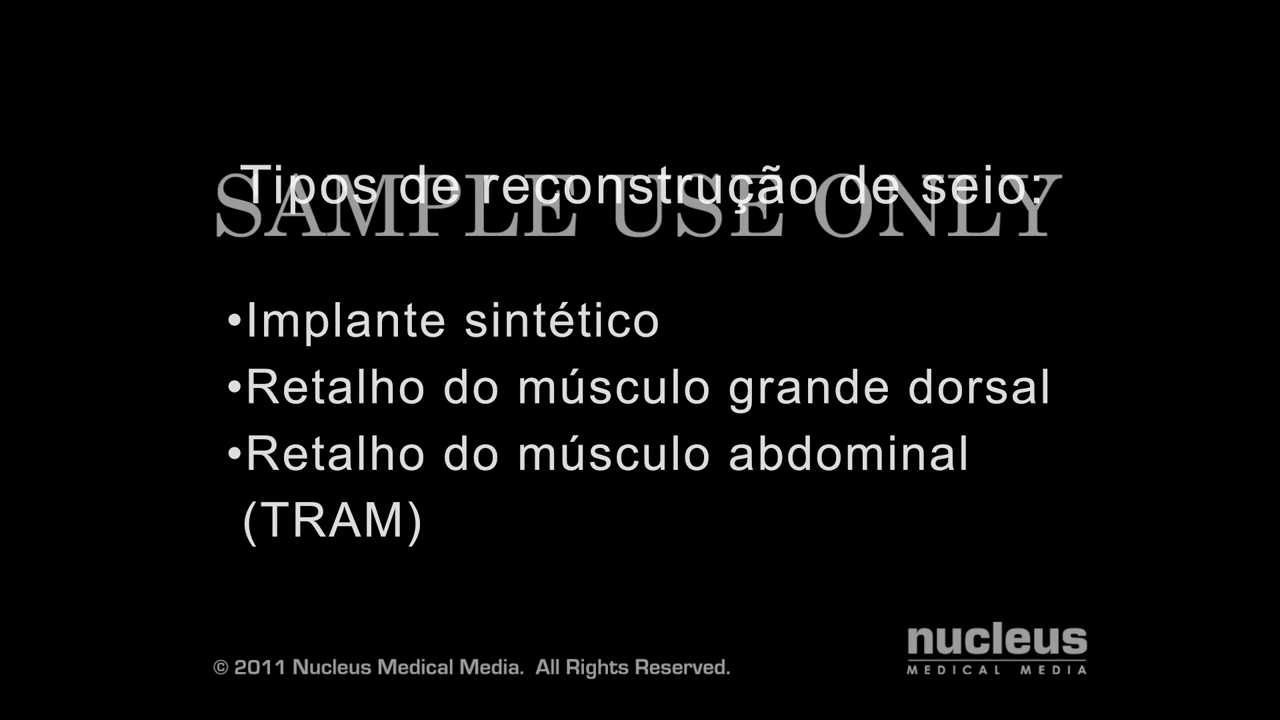 Tipos de reconstrução de seio:
SAMPLE USE ONLY
•Implante sintético
•Retalho do músculo grande dorsal
•Retalho do músculo abdominal
(TRAM)
nucleus
MEDICAL MEDIA
© 2011 Nucleus Medical Media. All Rights Reserved.